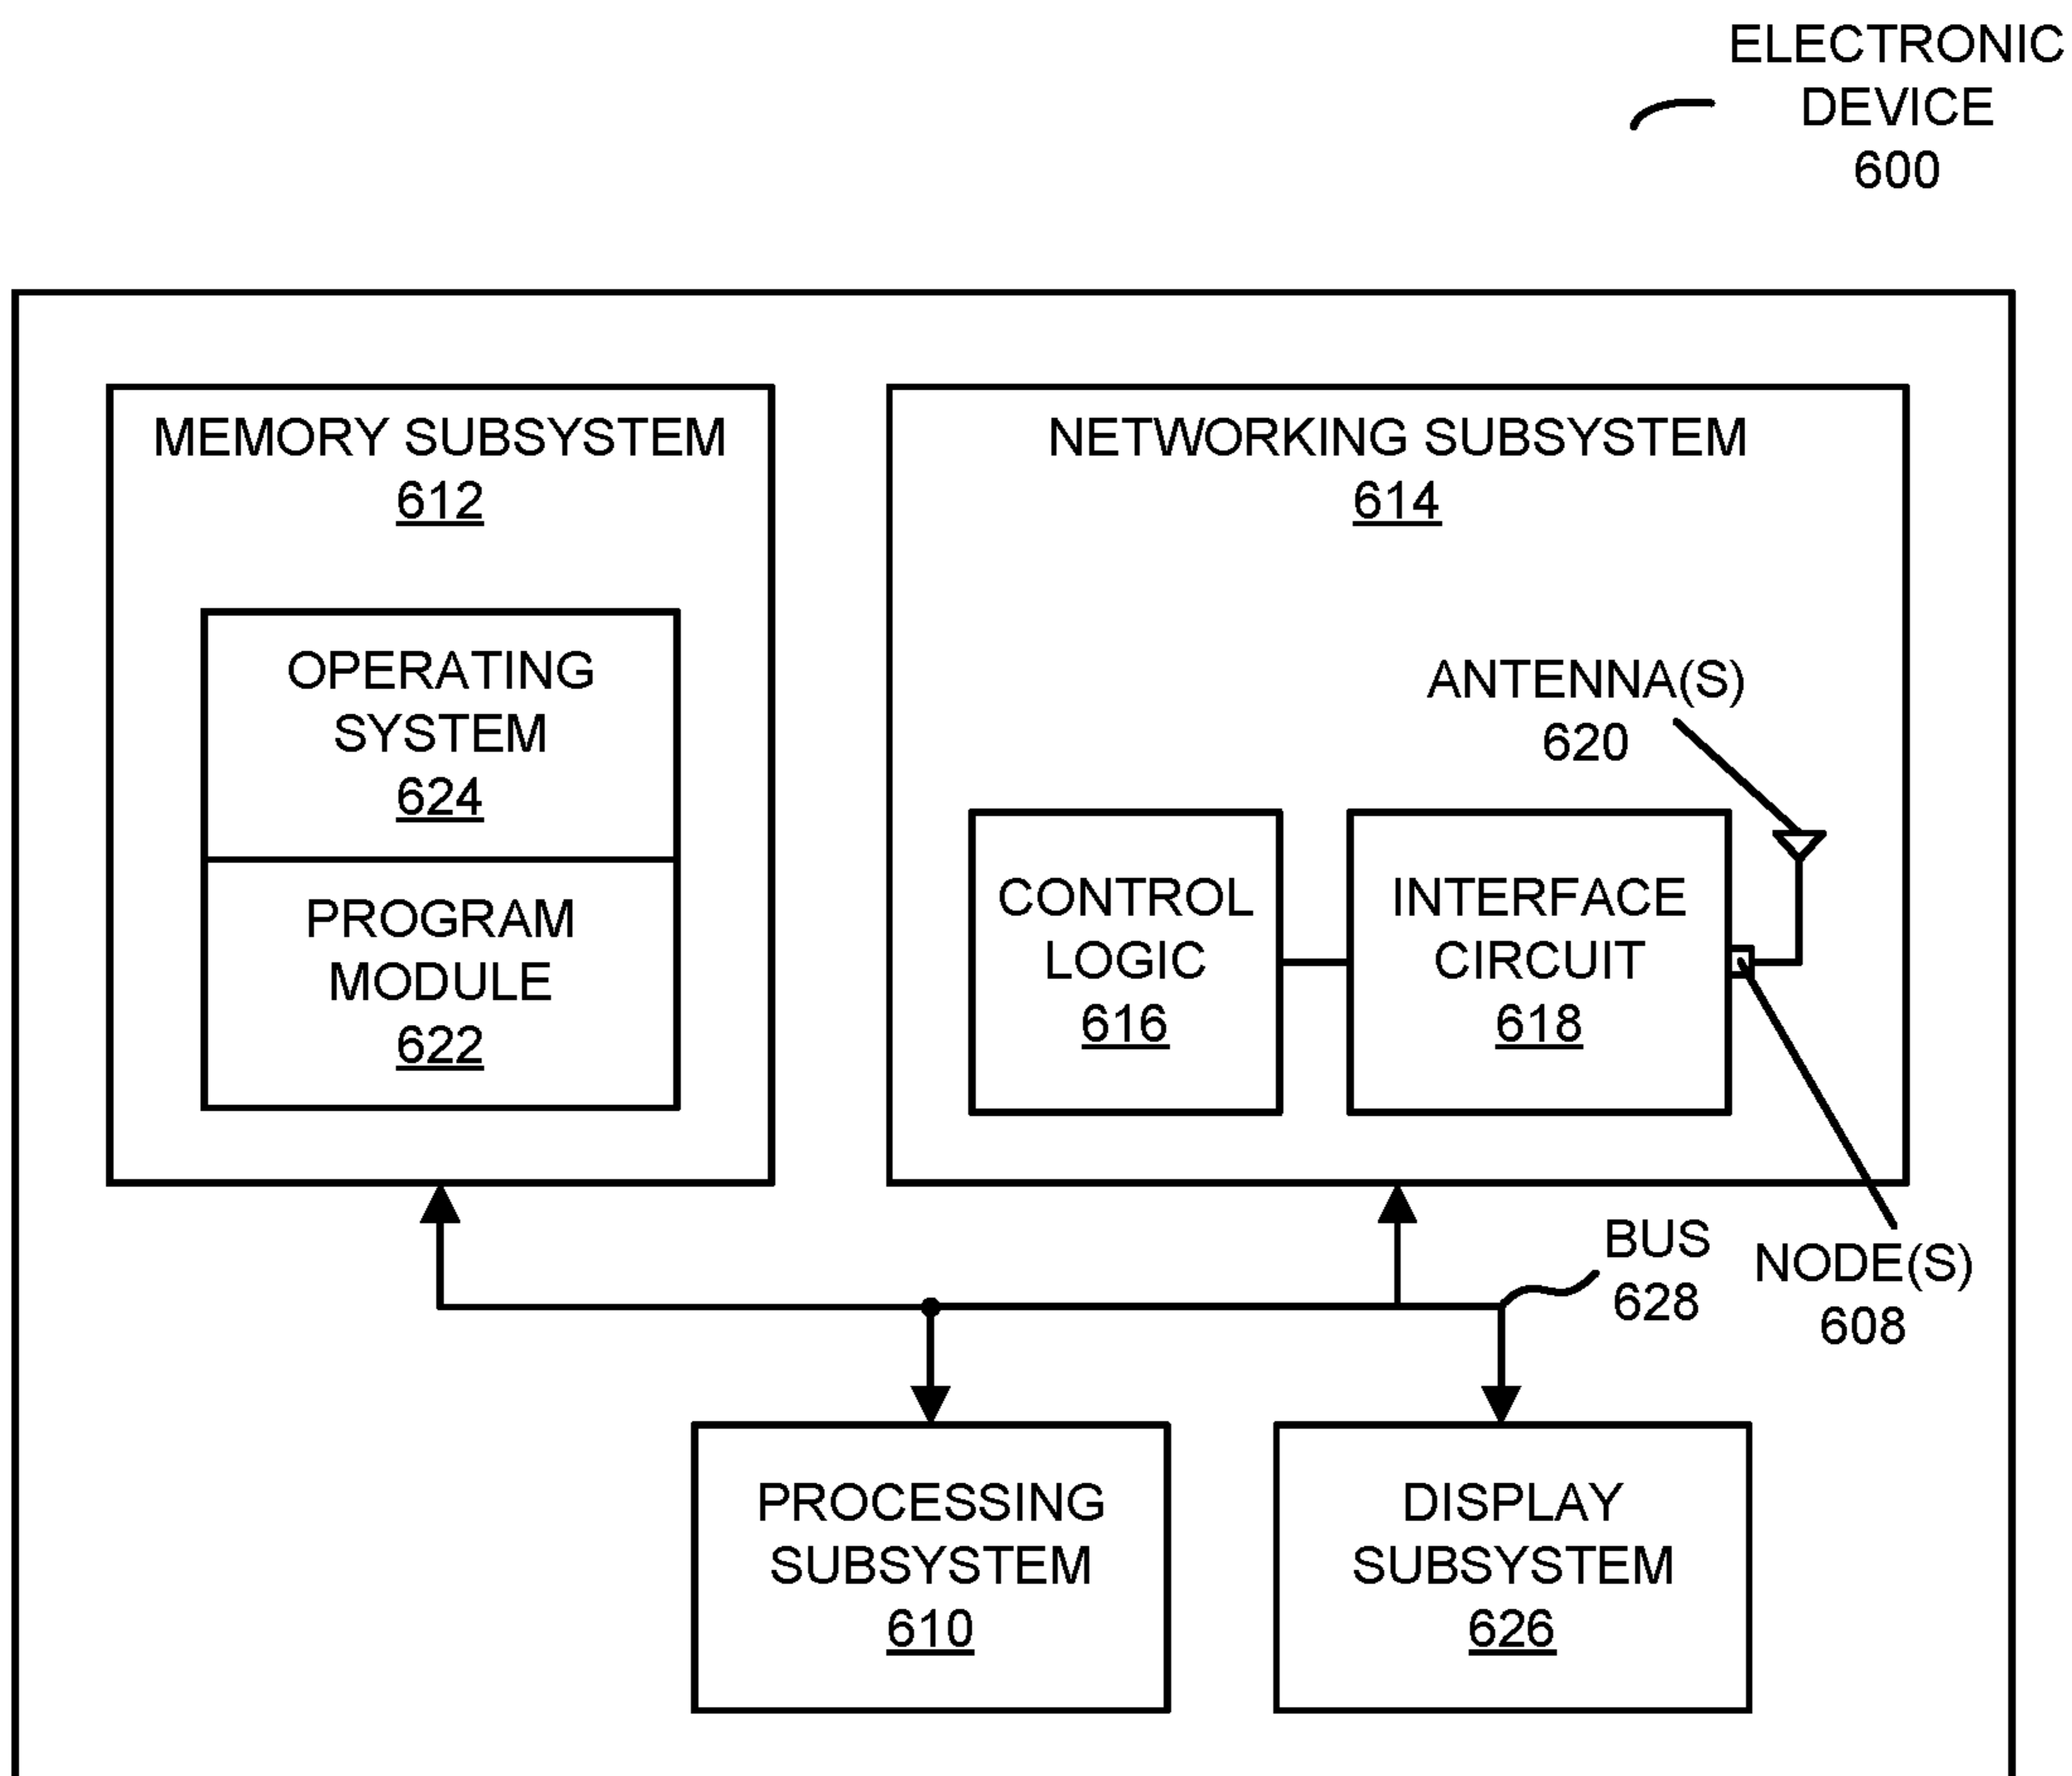 ELECTRONIC
DEVICE
600
MEMORY SUBSYSTEM
612
OPERATING
SYSTEM
624
PROGRAM
MODULE
622
NETWORKING SUBSYSTEM
614
ANTENNA(S)
620
CONTROL
LOGIC
616
INTERFACE
CIRCUIT
618
BUS
628
NODE(S)
608
PROCESSING
SUBSYSTEM
610
DISPLAY
SUBSYSTEM
626